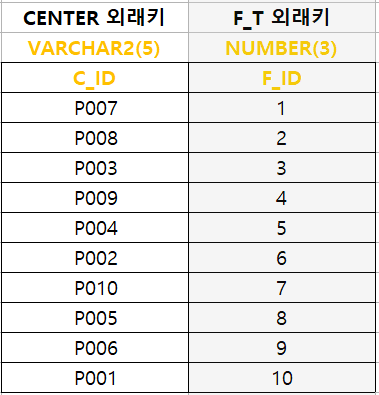 CENTER 외래키 F_T 외래키
VARCHAR2(5) NUMBER(3)
C_ID F_ID
P007 1
P008 2
P003 3
P009 4
P004 5
P002 6
P010 7
P005 8
P006 9
P001 10